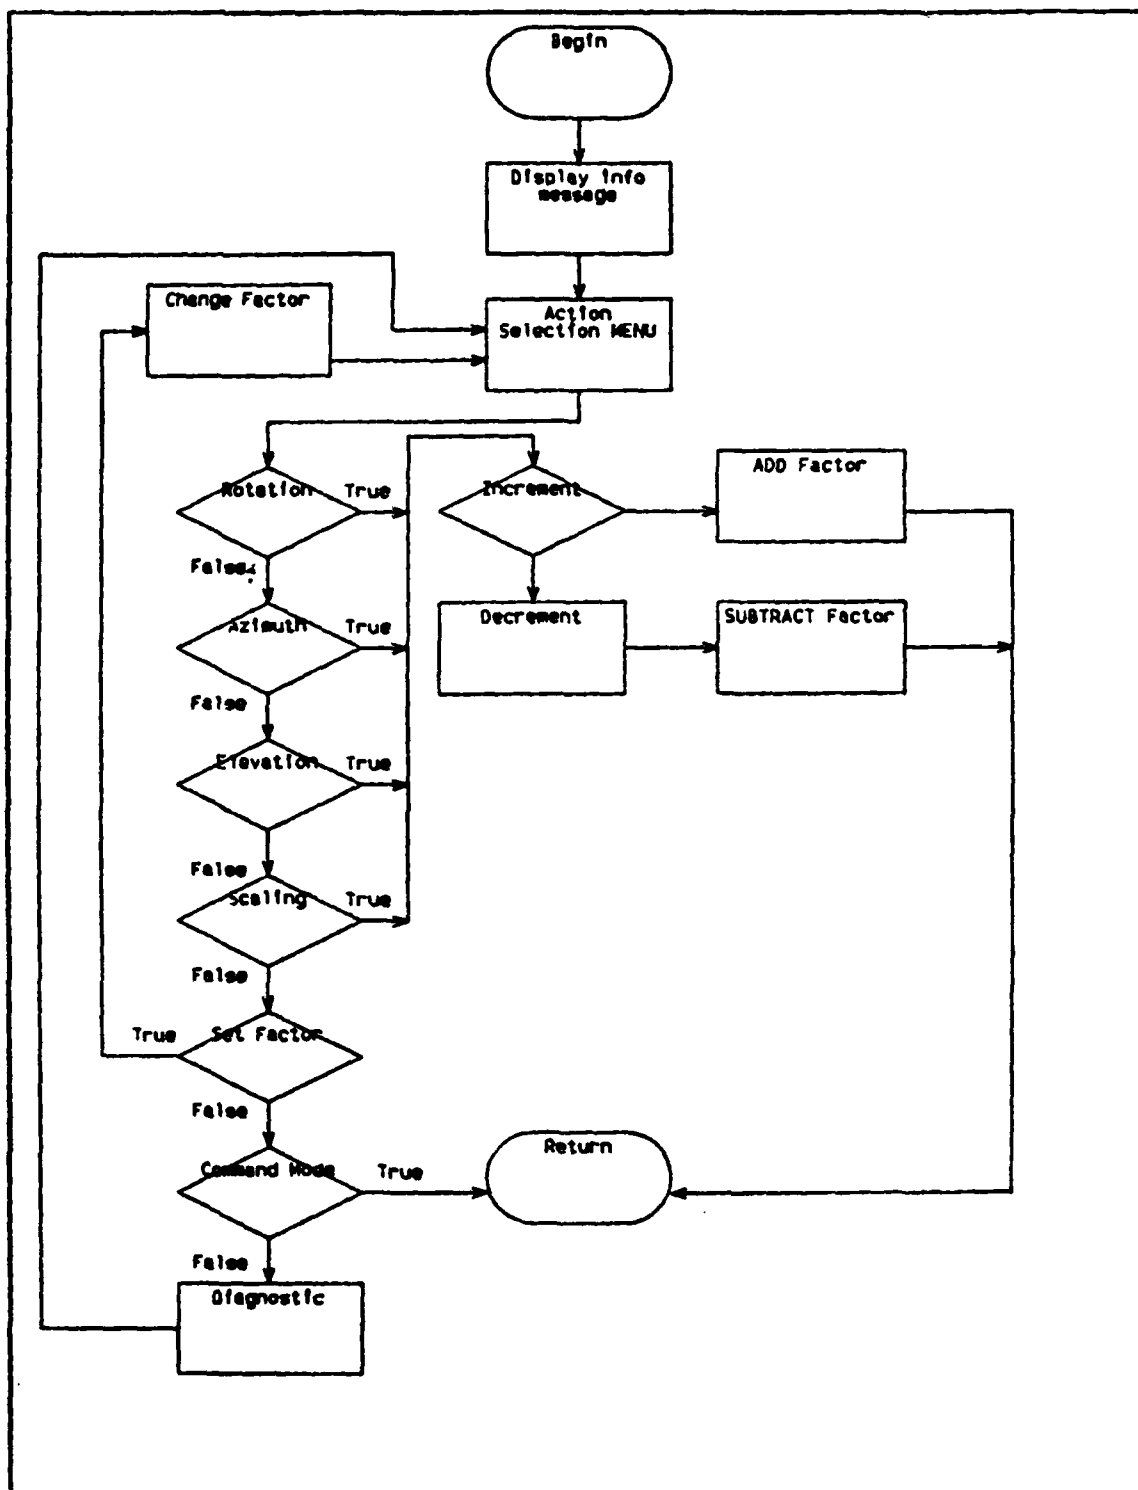 Begin
Display info
message
Change Factor
Action
Selection MENU
Rotation
True
Increment
ADD Factor
False
Azimuth
True
Decrement
SUBTRACT Factor
False
Elevation
True
False
Scaling
True
False
True
Set Factor
False
Command Mode
True
Return
False
Diagnostic